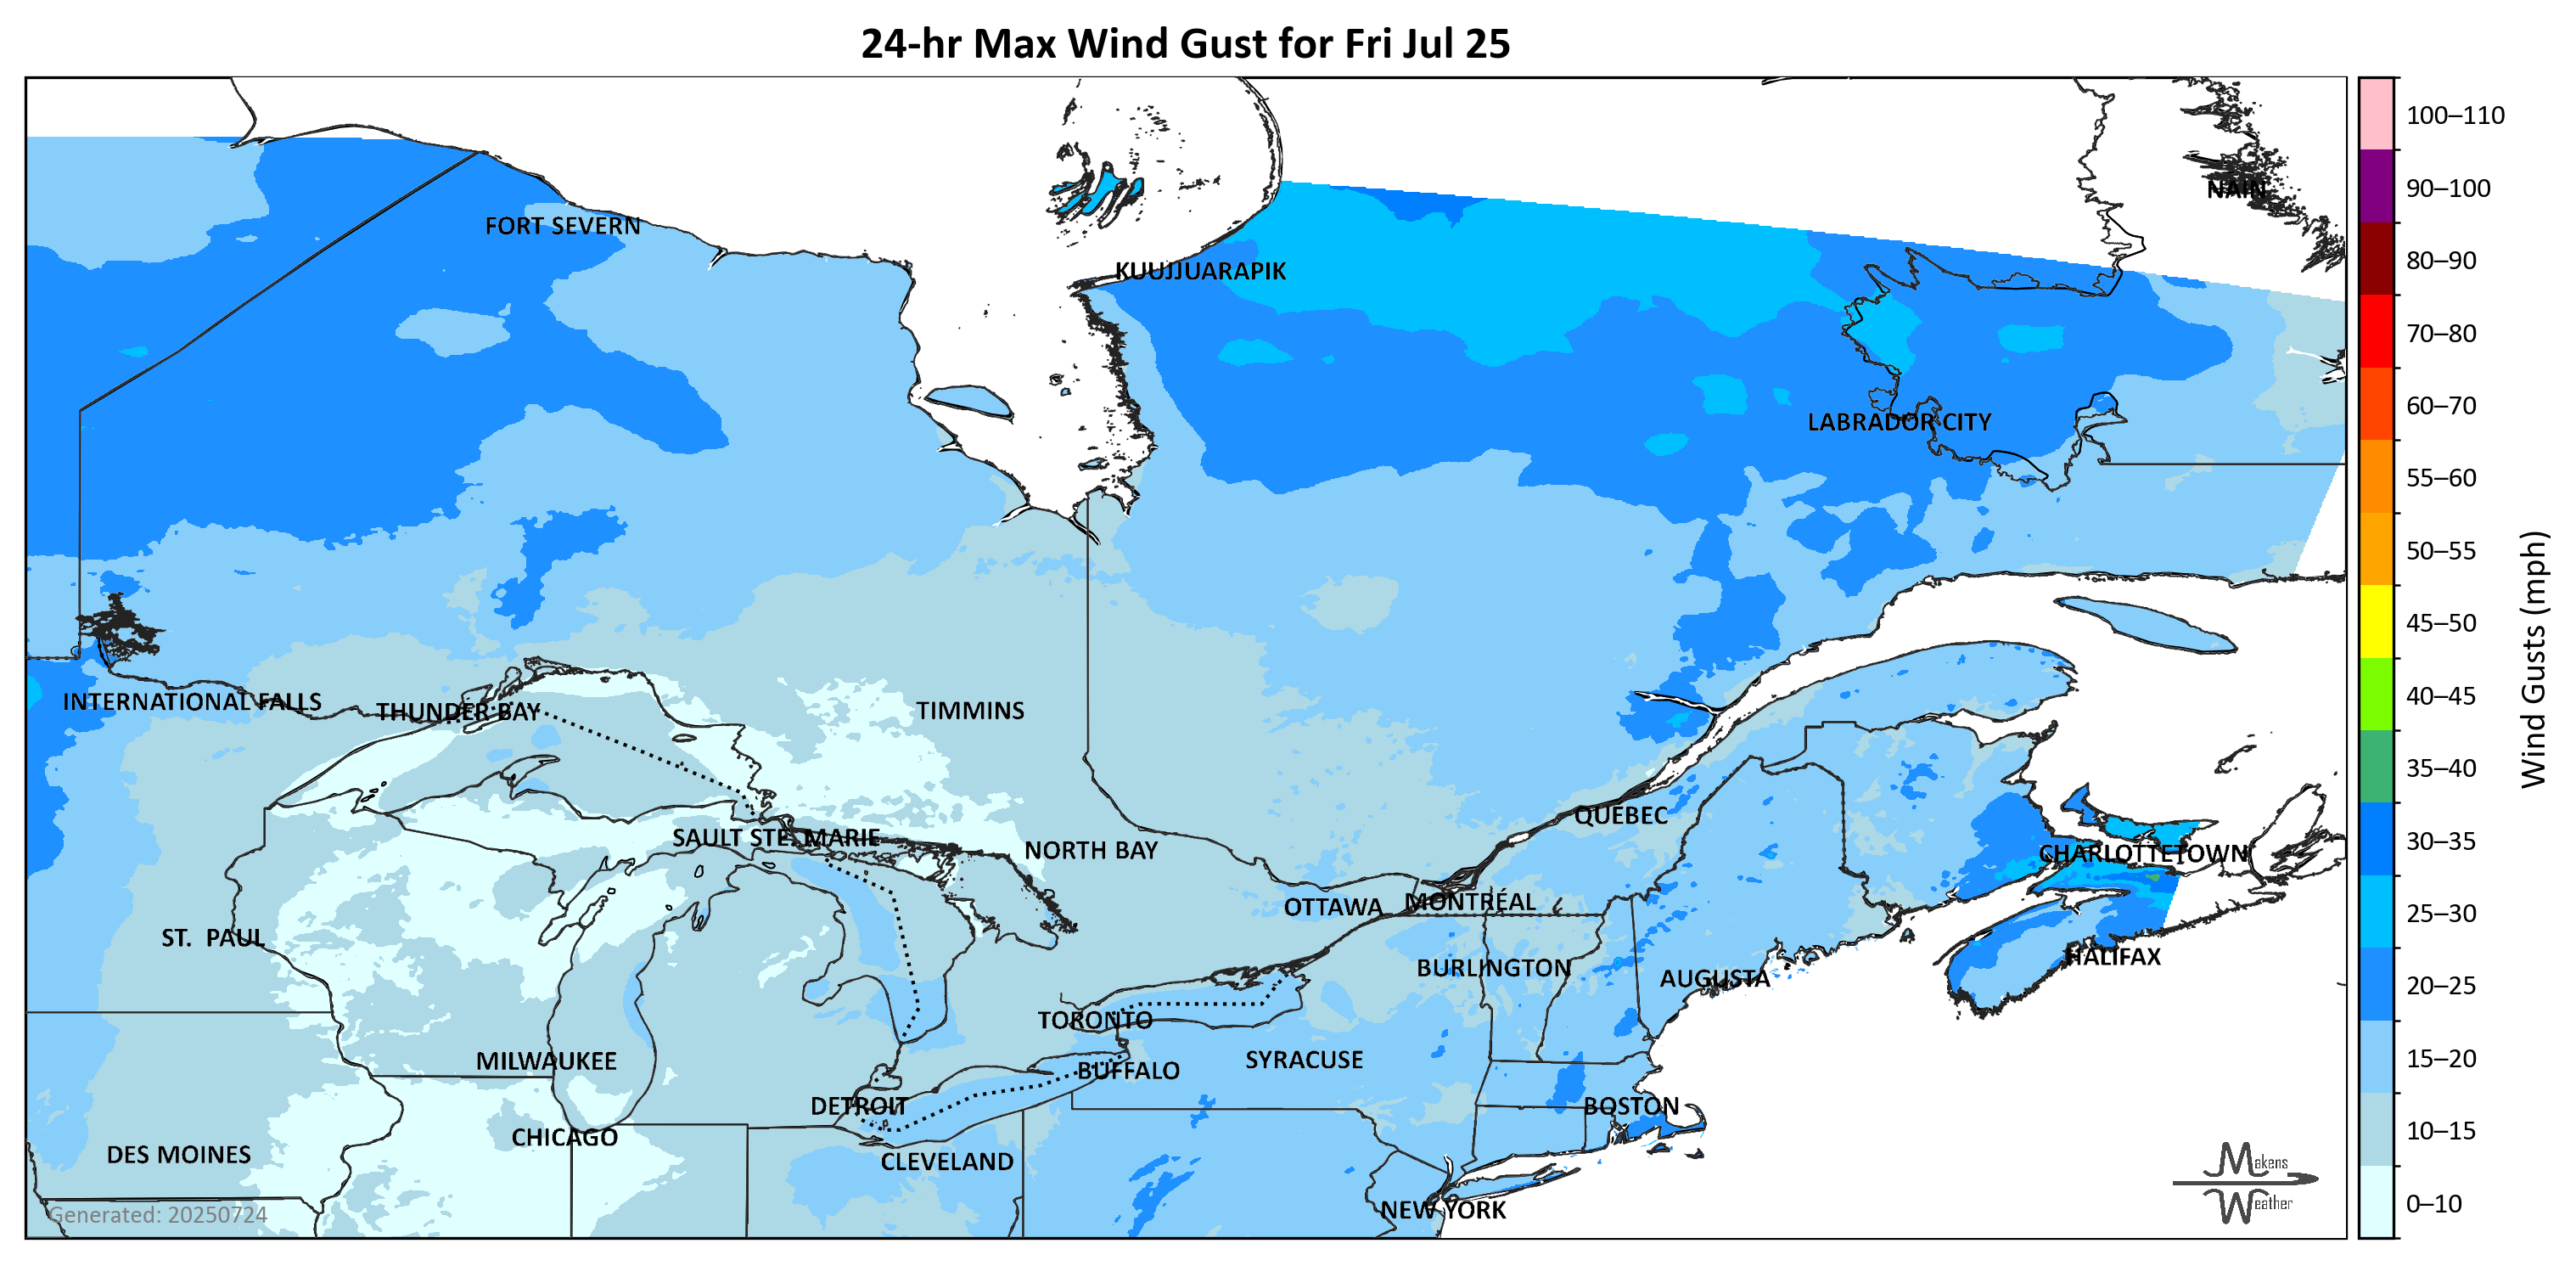 24-hr Max Wind Gust for Fri Jul 25
100–110
90–100
NAIN
FORT SEVERN
80–90
KUUJJUARAPIK
70–80
60–70
LABRADOR CITY
55–60
50–55
45–50
40–45
INTERNATIONAL FALLS
THUNDER BAY
TIMMINS
35–40
Wind Gusts (mph)
QUEBEC
30–35
SAULT STE. MARIE
NORTH BAY
CHARLOTTETOWN
OTTAWA
MONTRÉAL
25–30
ST. PAUL
HALIFAX
BURLINGTON
AUGUSTA
20–25
TORONTO
MILWAUKEE
BUFFALO
SYRACUSE
15–20
DETROIT
BOSTON
CHICAGO
10–15
DES MOINES
CLEVELAND
Makens
Weather
NEW YORK
0–10
Generated: 20250724